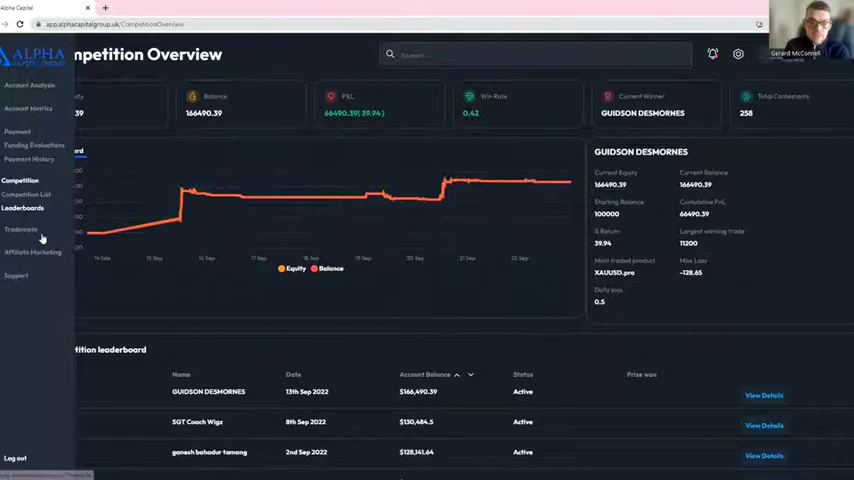 Alpha Capital
app.alphacapitalgroup.uk/CompetitionOverview
Gerard McConnell
ALPHA
CAPITAL GROUP
mpetition Overview
Search...
Account Analysis
Account Metrics
Payment
Funding Evaluations
Payment History
Competition
Competition List
Leaderboards
Trademate
Affiliate Marketing
Support
Log out
Balance
166490.39
P&L
66490.39( 39.94 )
Win Rate
0.42
Current Winner
GUIDSON DESMORNES
Total Contestants
258
14 Sep 15 Sep 16 Sep 17 Sep 18 Sep 19 Sep 20 Sep 21 Sep 22 Sep
Equity Balance
GUIDSON DESMORNES
Current Equity Current Balance
166490.39 166490.39
Starting Balance Cumulative PnL
100000 66490.39
% Return Largest winning trade
39.94 11200
Most traded product Max Loss
XAUUSD.pro -128.65
Daily loss
0.5
tition leaderboard
Name Date Account Balance Status Prize won
GUIDSON DESMORNES 13th Sep 2022 $166,490.39 Active View Details
SGT Coach Wigz 8th Sep 2022 $130,484.5 Active View Details
ganesh bahadur tamang 2nd Sep 2022 $128,141.64 Active View Details